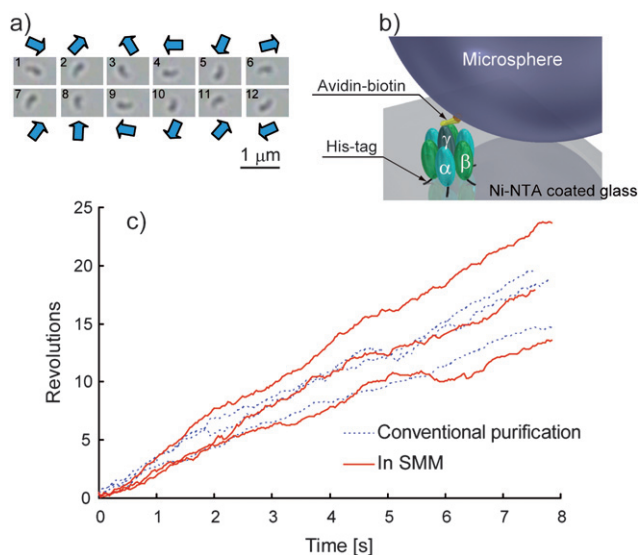 a)
1 2 3 4 5 6
7 8 9 10 11 12
1 μm
b)
Microsphere
Avidin-biotin
His-tag
γ
α
β
Ni-NTA coated glass
c)
25
20
15
10
5
0
Revolutions
Conventional purification
In SMM
0 1 2 3 4 5 6 7 8
Time [s]